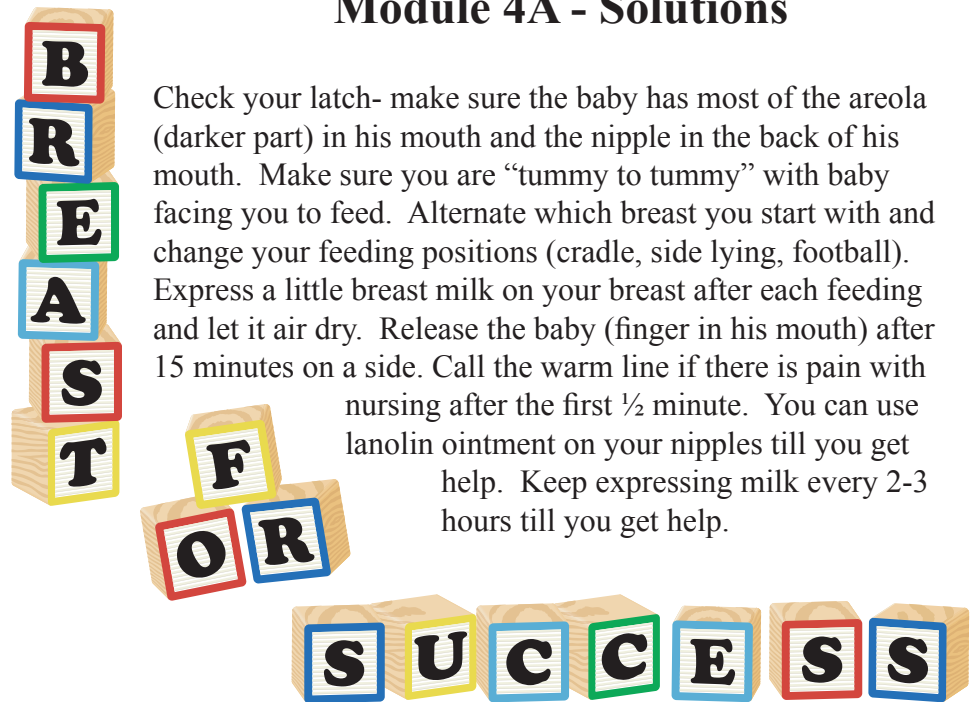 Module 4A - Solutions
BREAST
Check your latch- make sure the baby has most of the areola
(darker part) in his mouth and the nipple in the back of his
mouth.  Make sure you are “tummy to tummy” with baby
facing you to feed.  Alternate which breast you start with and
change your feeding positions (cradle, side lying, football).
Express a little breast milk on your breast after each feeding
and let it air dry.  Release the baby (finger in his mouth) after
15 minutes on a side. Call the warm line if there is pain with
nursing after the first ½ minute.  You can use
lanolin ointment on your nipples till you get
help.  Keep expressing milk every 2-3
hours till you get help.
FOR
SUCCESS